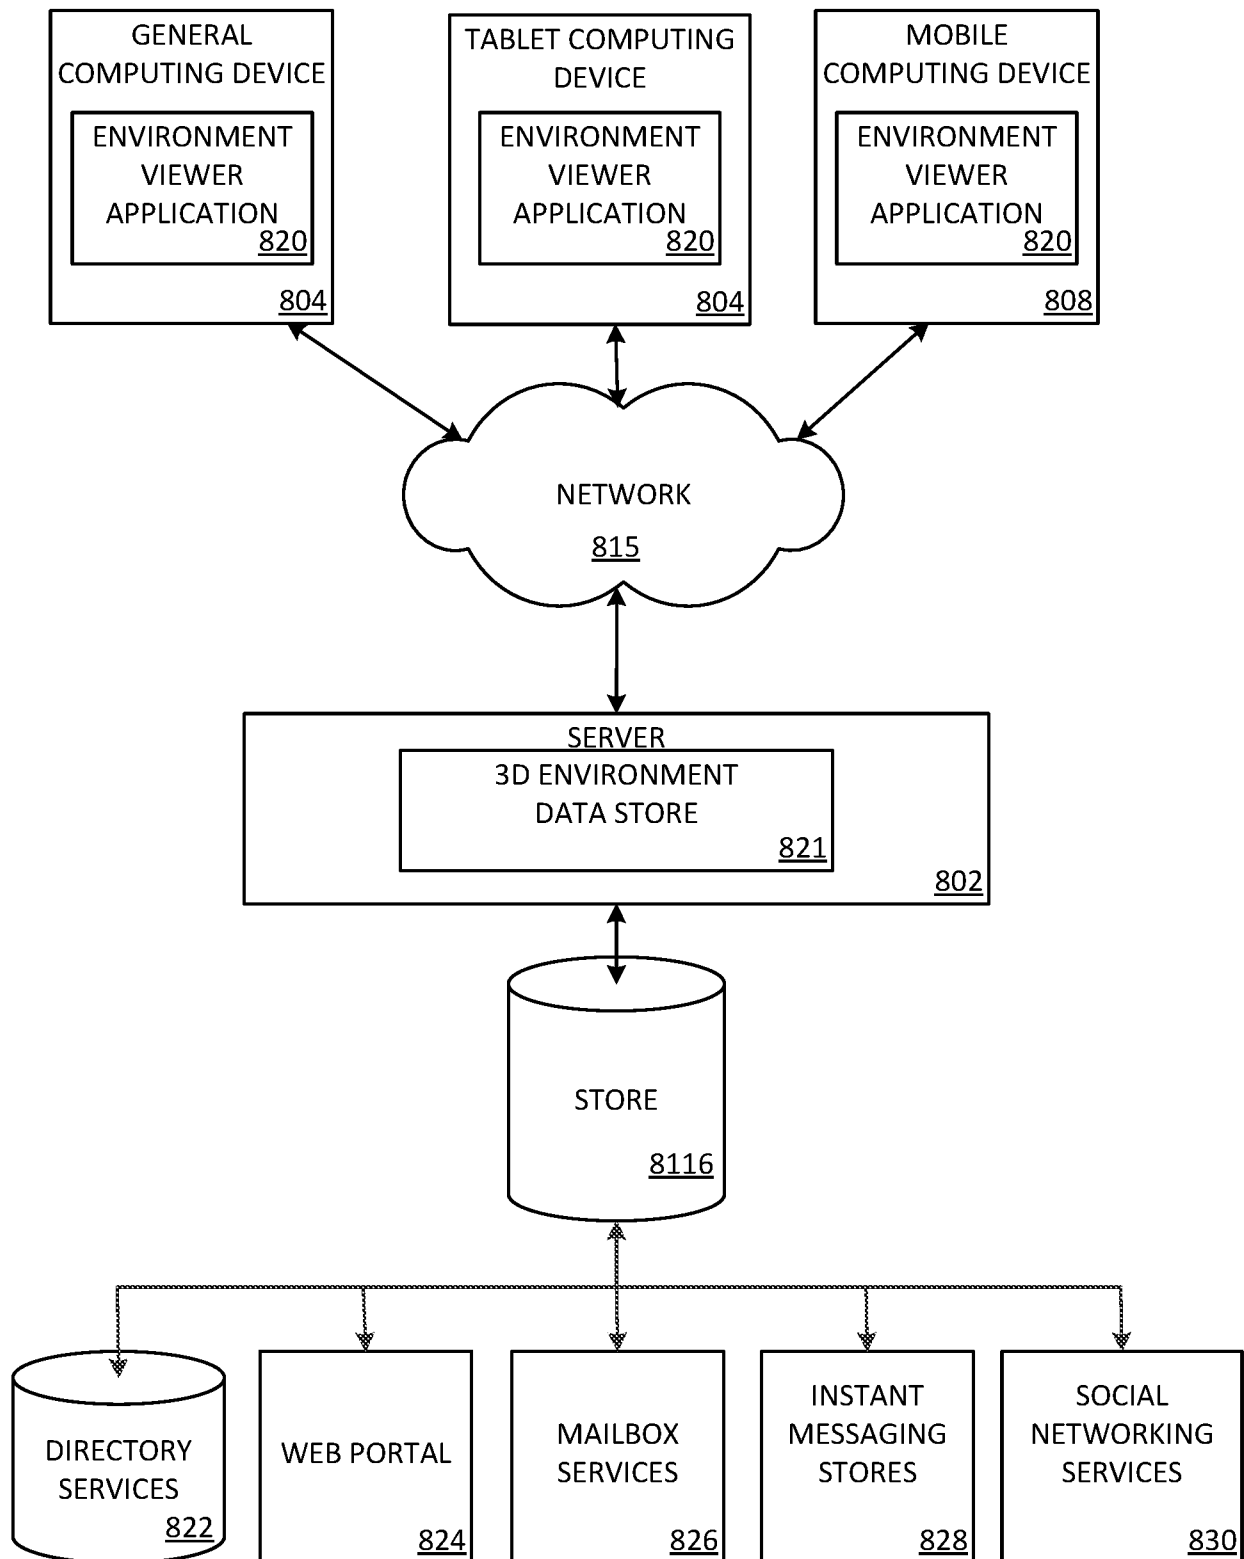 GENERAL
COMPUTING DEVICE
ENVIRONMENT
VIEWER
APPLICATION
820
804
TABLET COMPUTING
DEVICE
ENVIRONMENT
VIEWER
APPLICATION
820
804
MOBILE
COMPUTING DEVICE
ENVIRONMENT
VIEWER
APPLICATION
820
808
NETWORK
815
SERVER
3D ENVIRONMENT
DATA STORE
821
802
STORE
8116
DIRECTORY
SERVICES
822
WEB PORTAL
824
MAILBOX
SERVICES
826
INSTANT
MESSAGING
STORES
828
SOCIAL
NETWORKING
SERVICES
830